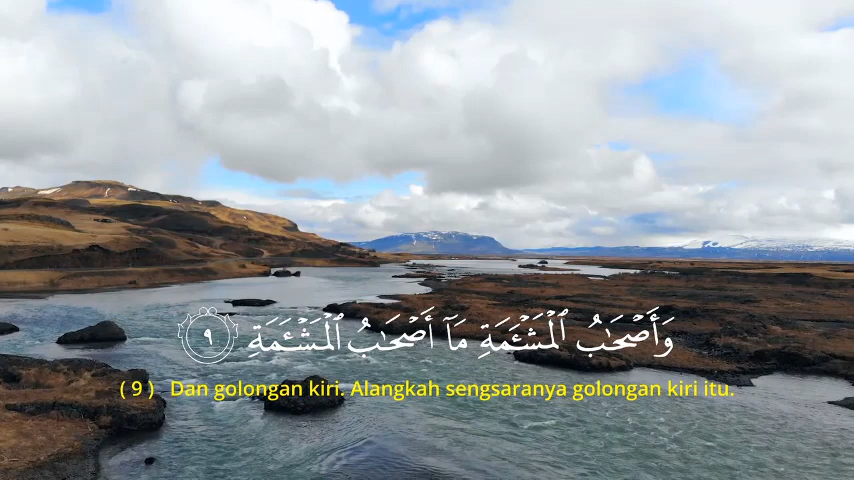 وَأَصْحَٰبُ ٱلْمَشْـَٔمَةِ مَآ أَصْحَٰبُ ٱلْمَشْـَٔمَةِ ٩
( 9 ) Dan golongan kiri. Alangkah sengsaranya golongan kiri itu.